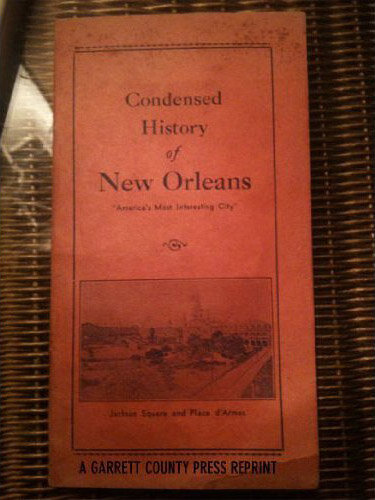 Condensed
History
of
New Orleans
"America's Most Interesting City"
Jackson Square and Place d'Armes
A GARRETT COUNTY PRESS REPRINT